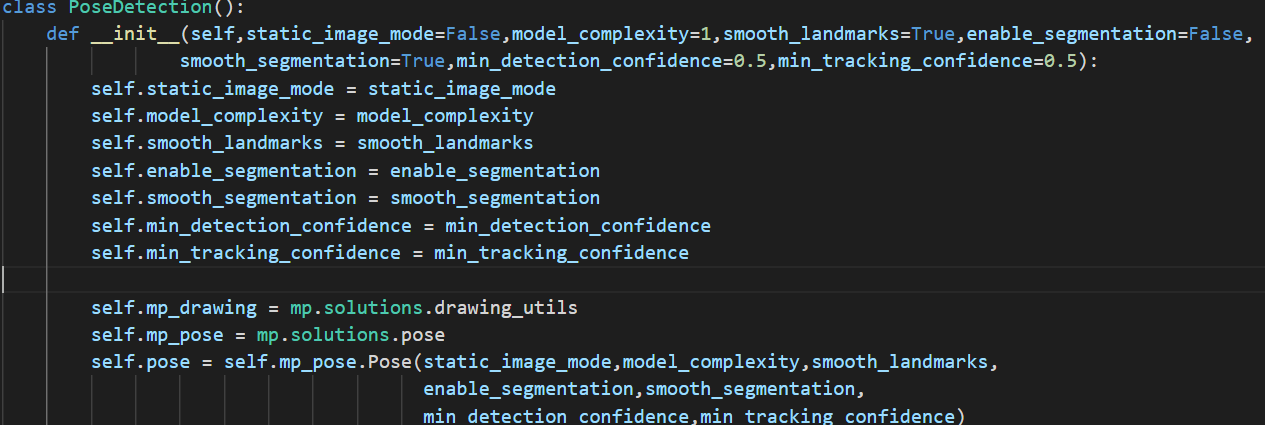 class PoseDetection():
    def __init__(self,static_image_mode=False,model_complexity=1,smooth_landmarks=True,enable_segmentation=False,
                smooth_segmentation=True,min_detection_confidence=0.5,min_tracking_confidence=0.5):
        self.static_image_mode = static_image_mode
        self.model_complexity = model_complexity
        self.smooth_landmarks = smooth_landmarks
        self.enable_segmentation = enable_segmentation
        self.smooth_segmentation = smooth_segmentation
        self.min_detection_confidence = min_detection_confidence
        self.min_tracking_confidence = min_tracking_confidence

        self.mp_drawing = mp.solutions.drawing_utils
        self.mp_pose = mp.solutions.pose
        self.pose = self.mp_pose.Pose(static_image_mode,model_complexity,smooth_landmarks,
                                      enable_segmentation,smooth_segmentation,
                                      min_detection_confidence,min_tracking_confidence)